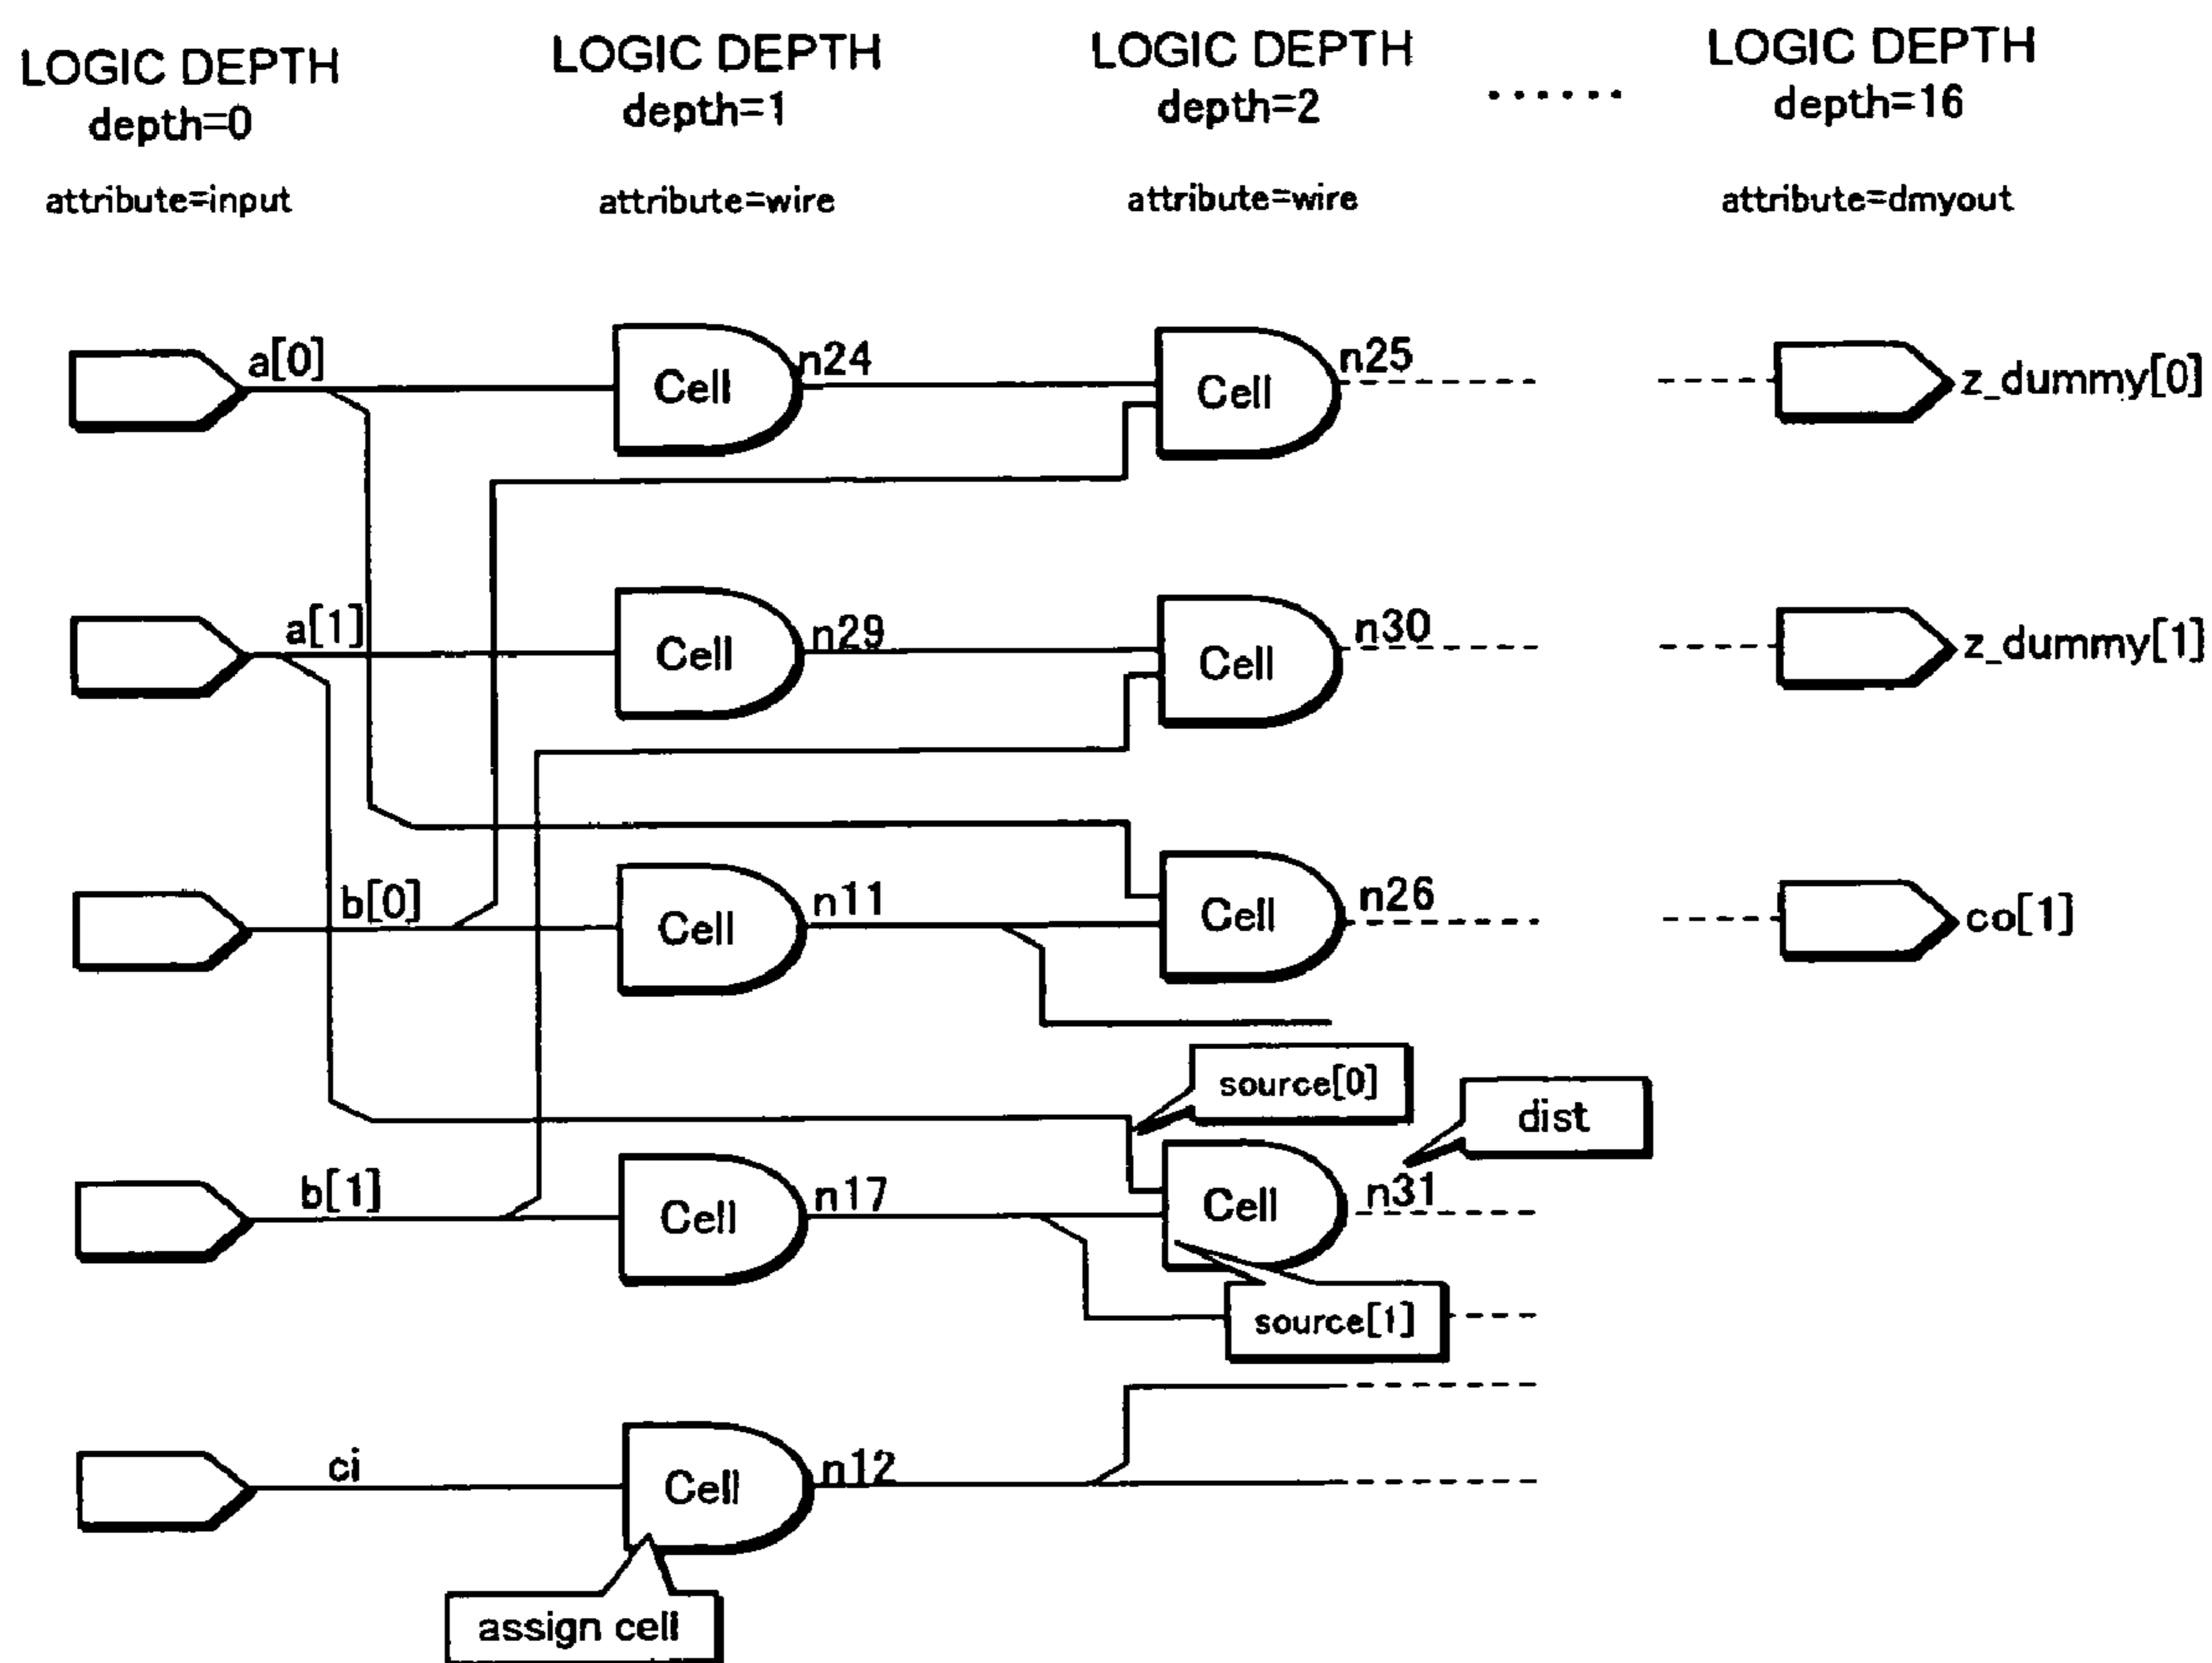 LOGIC DEPTH
depth=0
attribute=input
LOGIC DEPTH
depth=1
attribute=wire
LOGIC DEPTH
depth=2
attribute=wire
······
LOGIC DEPTH
depth=16
attribute=dmyout
a[0]
Cell
n24
Cell
n25
z_dummy[0]
a[1]
Cell
n29
Cell
n30
z_dummy[1]
b[0]
Cell
n11
Cell
n26
co[1]
source[0]
dist
b[1]
Cell
n17
Cell
n31
source[1]
ci
Cell
n12
assign cell